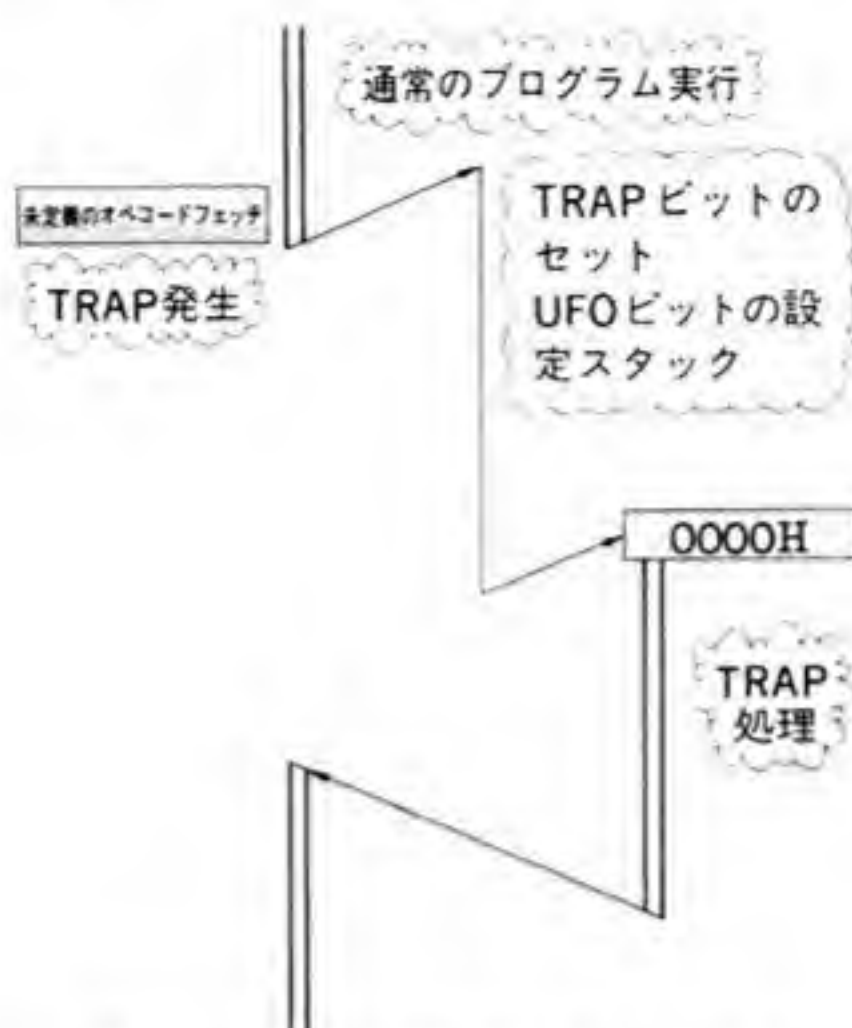 通常のプログラム実行
未定義のオペコードフェッチ
TRAP発生
TRAPビットの
セット
UFOビットの設
定スタック
0000H
TRAP
処理